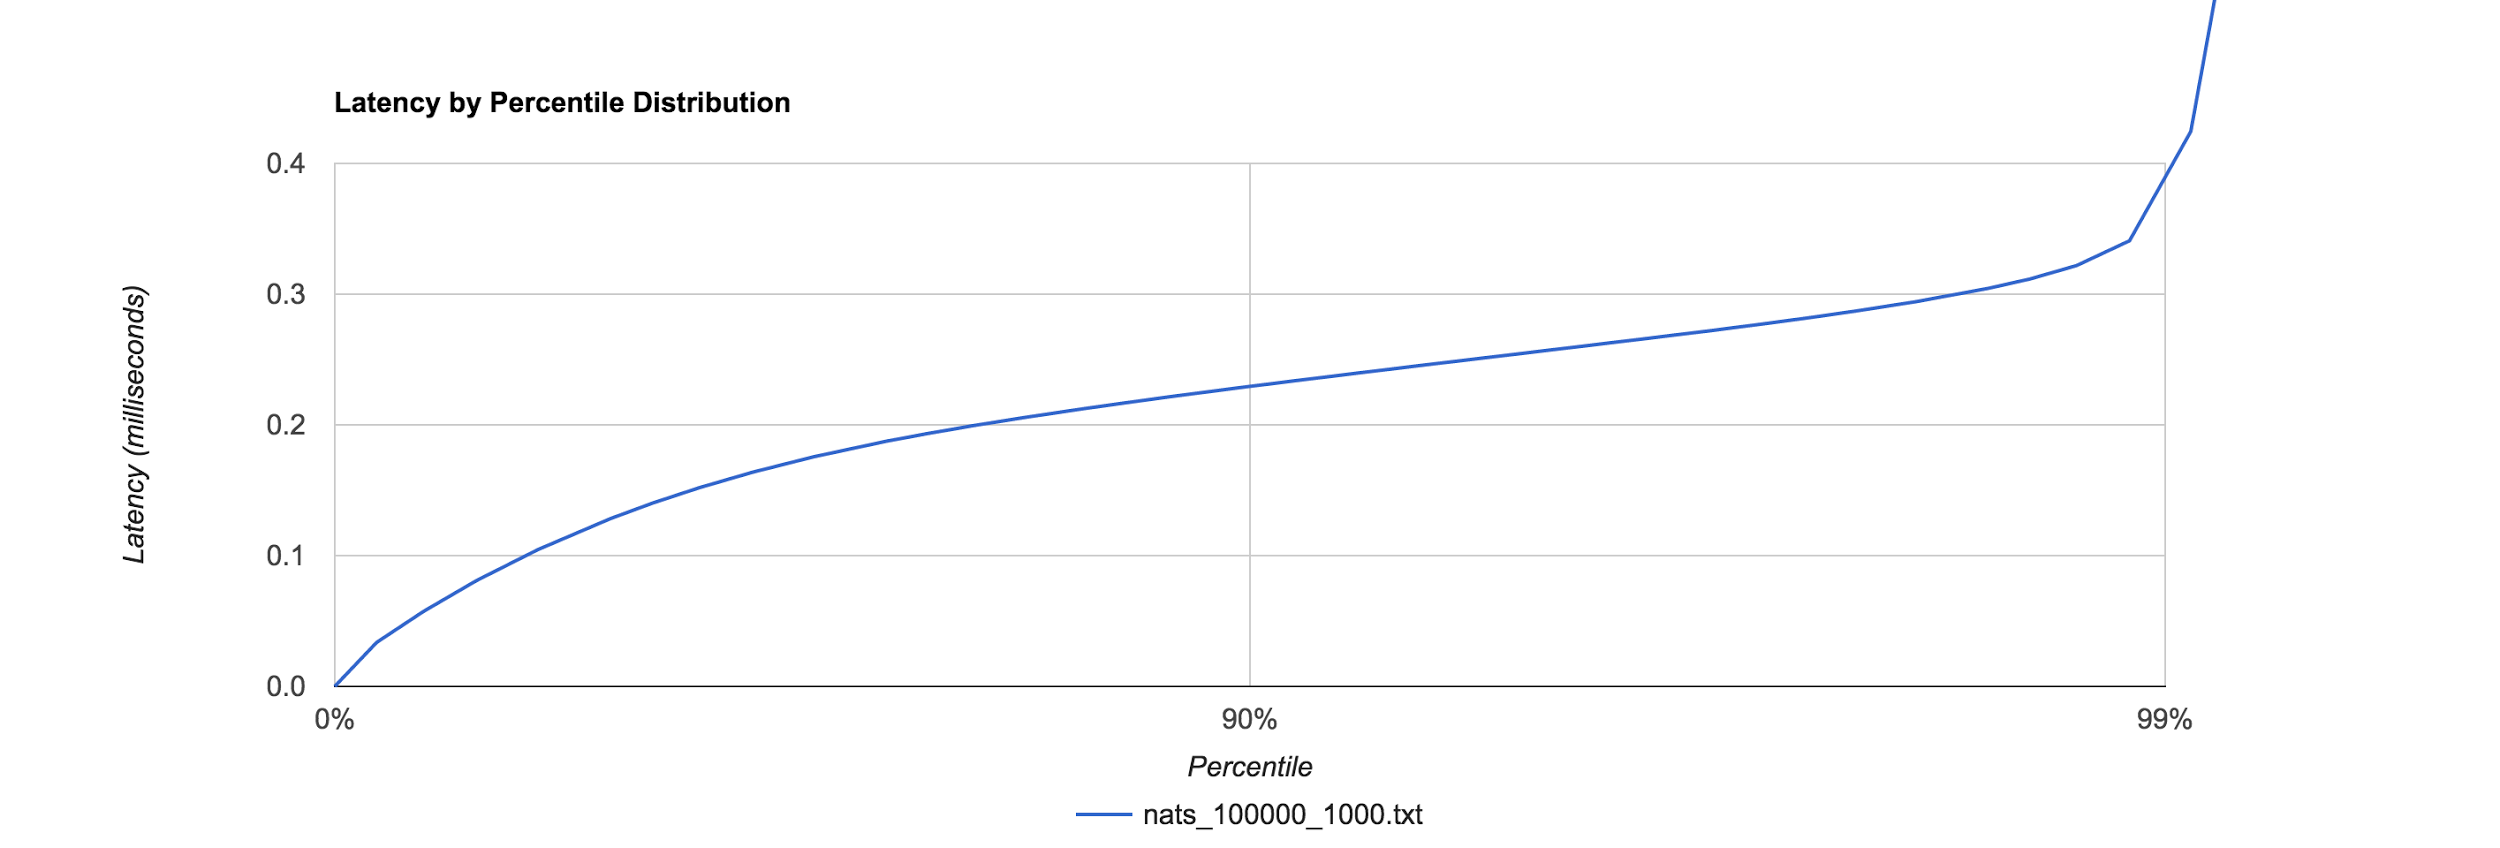 Latency by Percentile Distribution
0.4
0.3
0.2
0.1
0.0
Latency (milliseconds)
0%
90%
99%
Percentile
nats_100000_1000.txt